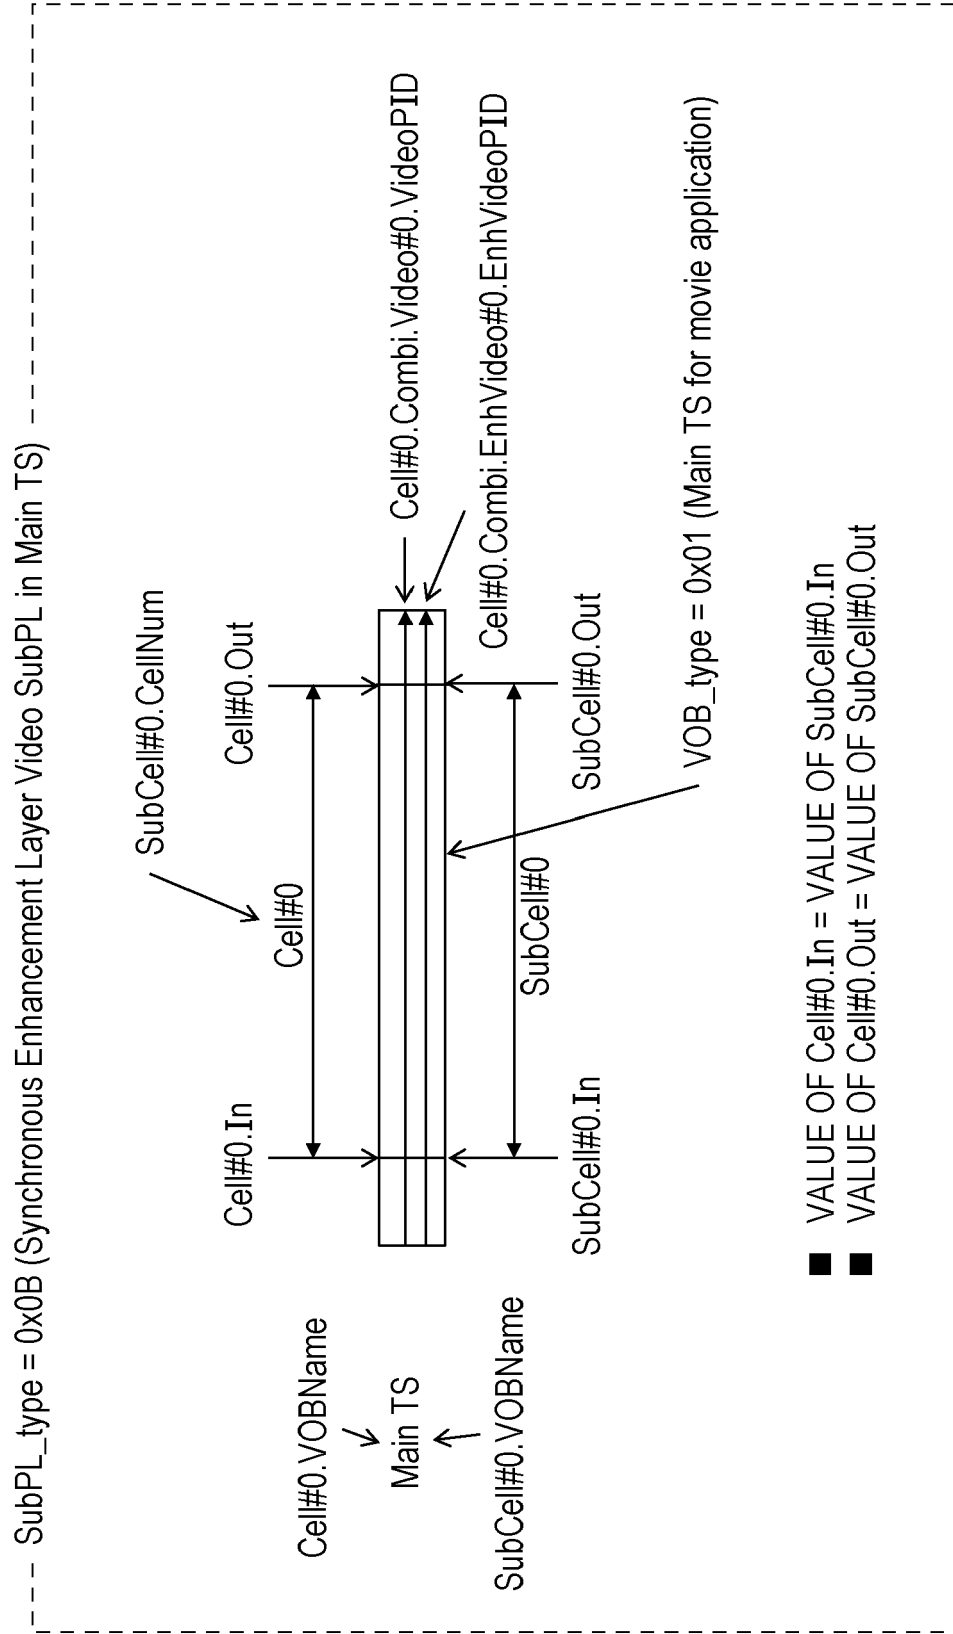 SubPL_type = 0x0B (Synchronous Enhancement Layer Video SubPL in Main TS)
SubCell#0.CellNum
Cell#0.In
Cell#0.Out
Cell#0
Cell#0.VOBName
Main TS
SubCell#0.VOBName
Cell#0.Combi.Video#0.VideoPID
Cell#0.Combi.EnhVideo#0.EnhVideoPID
SubCell#0
SubCell#0.In
SubCell#0.Out
VOB_type = 0x01 (Main TS for movie application)
■ VALUE OF Cell#0.In = VALUE OF SubCell#0.In
■ VALUE OF Cell#0.Out = VALUE OF SubCell#0.Out